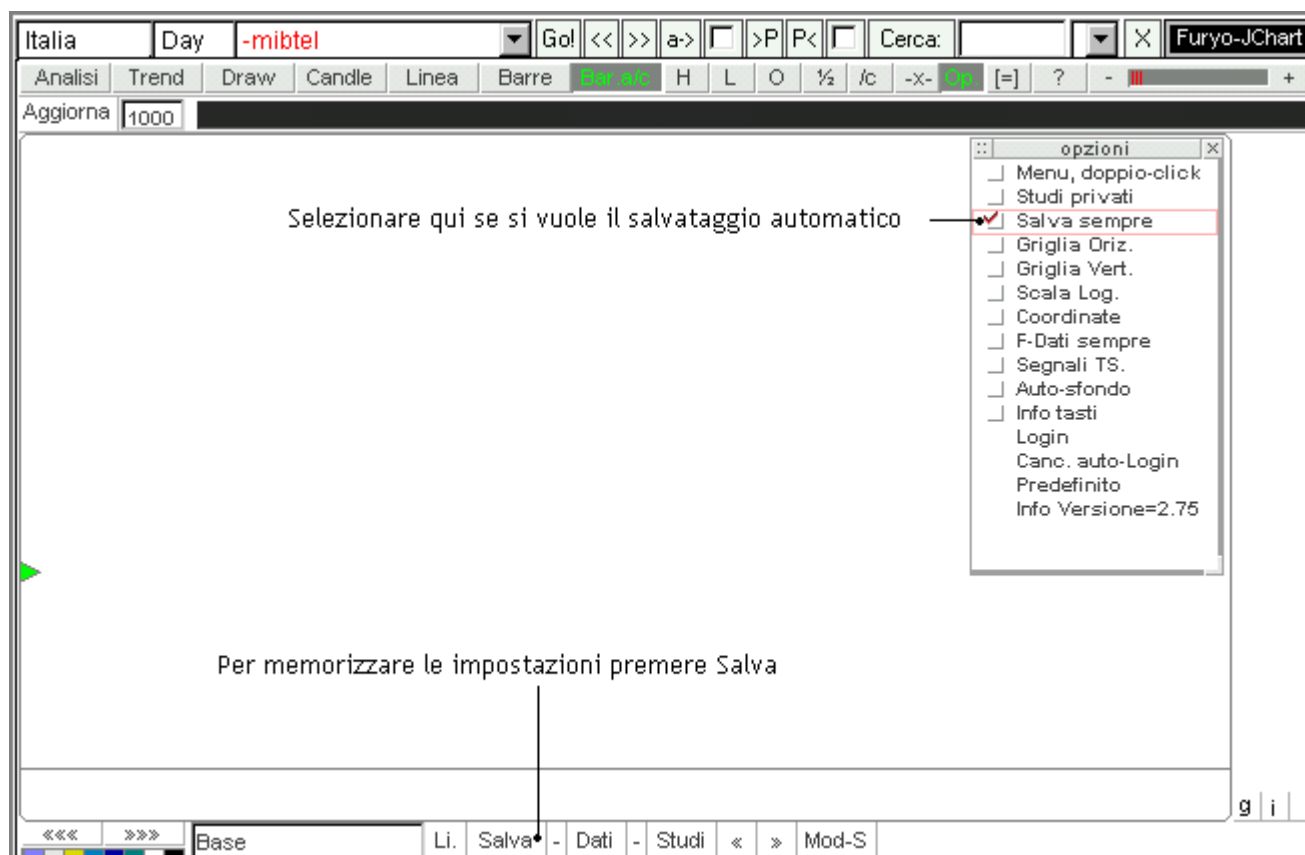 Italia Day -mibtel Go! << >> a-> >P P< Cerca: X Furyo-JChart
Analisi Trend Draw Candle Linea Barre Bar.a/c H L O ½ /c -x- Op. [=] ? - +
Aggiorna 1000
opzioni
Menu, doppio-click
Studi privati
Selezionare qui se si vuole il salvataggio automatico
Salva sempre
Griglia Oriz.
Griglia Vert.
Scala Log.
Coordinate
F-Dati sempre
Segnali TS.
Auto-sfondo
Info tasti
Login
Canc. auto-Login
Predefinito
Info Versione=2.75
Per memorizzare le impostazioni premere Salva
g i
««« »»» Base Li. Salva - Dati - Studi « » Mod-S